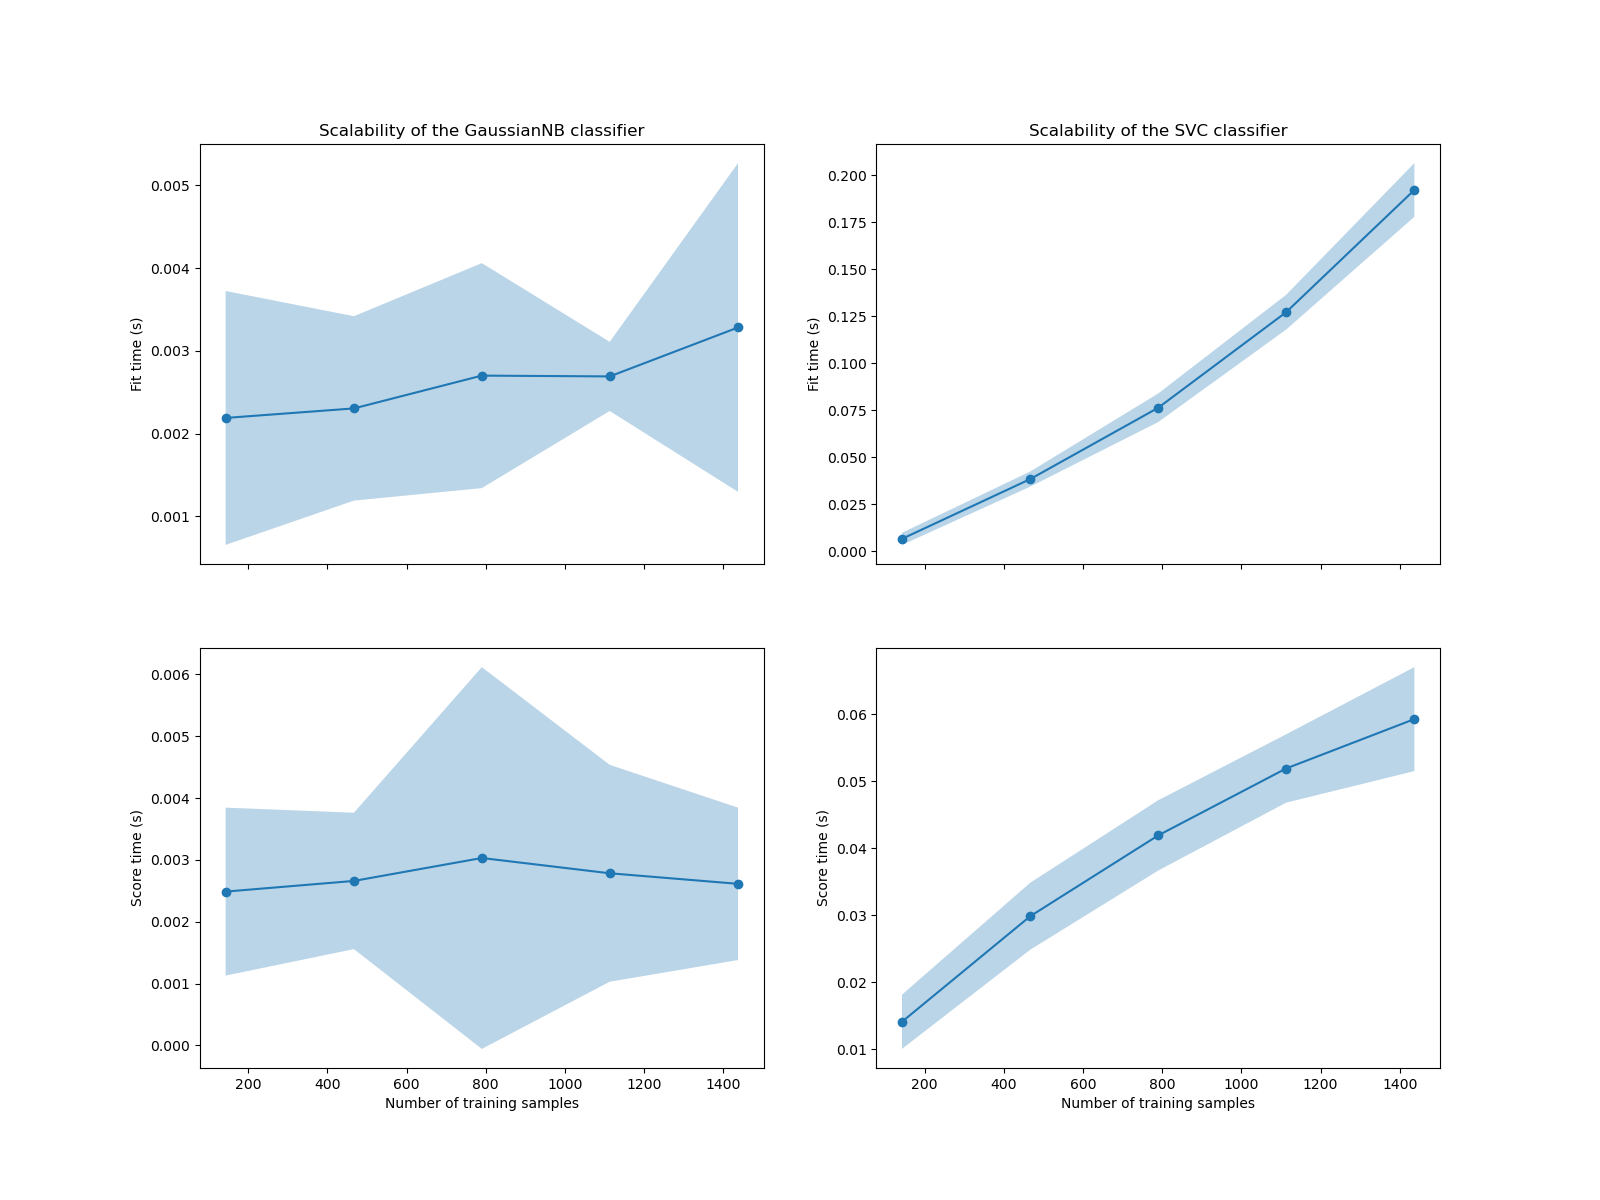 Scalability of the GaussianNB classifier
0.005
0.004
0.003
0.002
0.001
Fit time (s)
Scalability of the SVC classifier
0.200
0.175
0.150
0.125
0.100
0.075
0.050
0.025
0.000
Fit time (s)
0.006
0.005
0.004
0.003
0.002
0.001
0.000
Score time (s)
200 400 600 800 1000 1200 1400
Number of training samples
0.06
0.05
0.04
0.03
0.02
0.01
Score time (s)
200 400 600 800 1000 1200 1400
Number of training samples